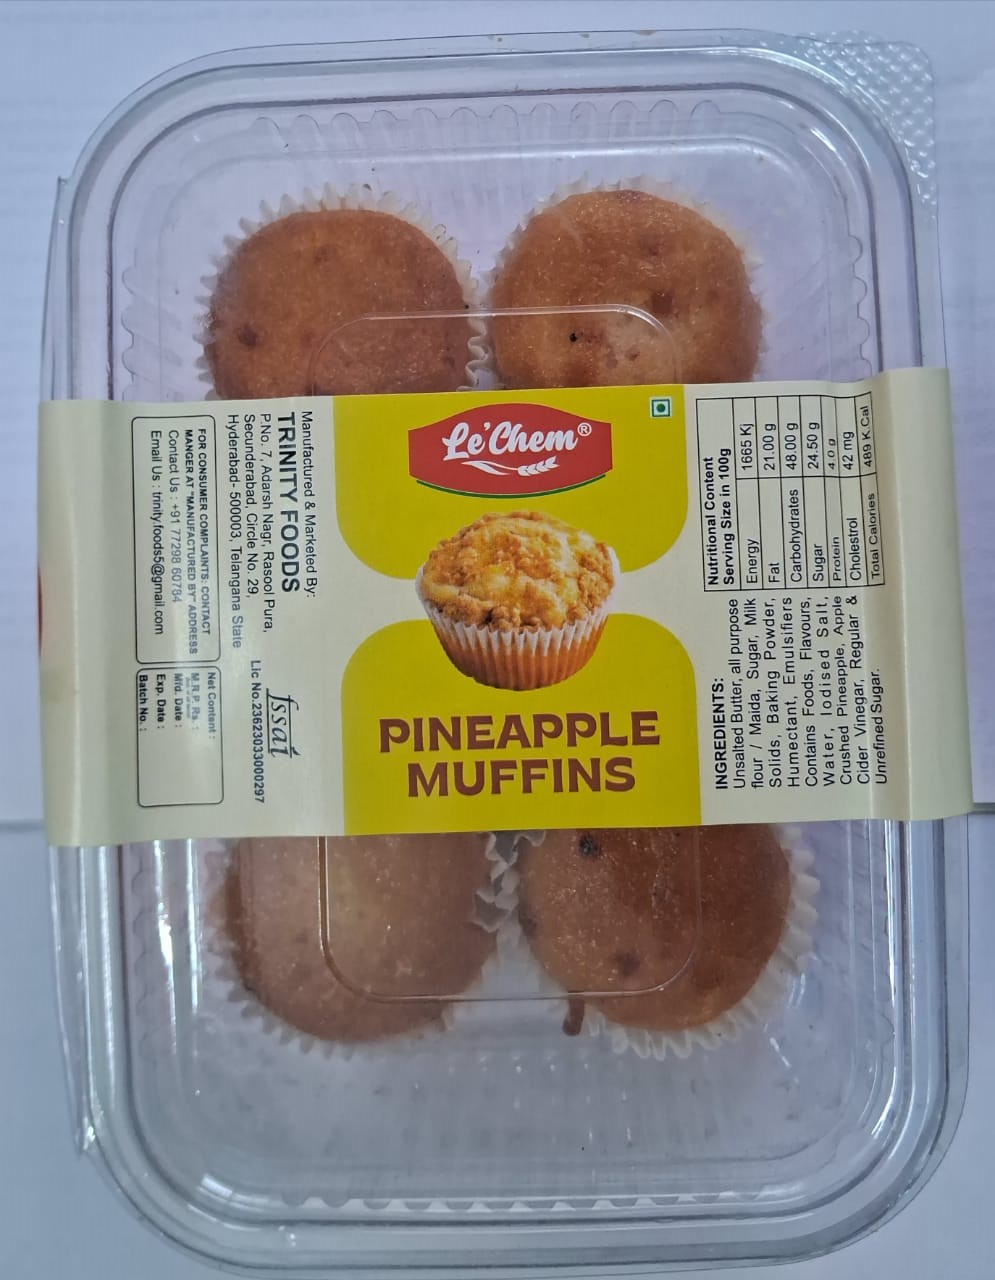 Le'Chem®
PINEAPPLE
MUFFINS
Manufactured & Marketed By:
TRINITY FOODS
P.No. 7, Adarsh Nagr, Rasool Pura,
Secunderabad, Circle No. 29,
Hyderabad- 500003, Telangana State
fssai
Lic No.23623033000297
FOR CONSUMER COMPLAINTS: CONTACT
MANGER AT "MANUFACTURED BY" ADDRESS
Contact Us : +91 77298 60784
Email Us : trinity.foods5@gmail.com
Net Content :
M.R.P. Rs. :
Mfd. Date :
Exp. Date :
Batch No. :
Nutritional Content
Serving Size in 100g
Energy 1665 Kj
Fat 21.00 g
Carbohydrates 48.00 g
Sugar 24.50 g
Protein 4.0 g
Cholestrol 42 mg
Total Calories 489 K.Cal
INGREDIENTS:
Unsalted Butter, all purpose
flour / Maida, Sugar, Milk
Solids, Baking Powder,
Humectant, Emulsifiers
Contains Foods, Flavours,
Water, Iodised Salt,
Crushed Pineapple, Apple
Cider Vinegar, Regular &
Unrefined Sugar.